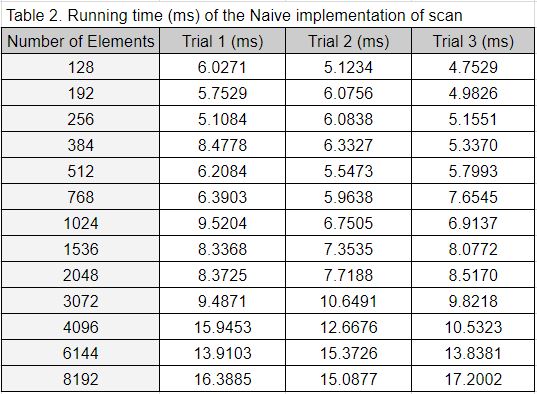 Table 2. Running time (ms) of the Naive implementation of scan
Number of Elements Trial 1 (ms) Trial 2 (ms) Trial 3 (ms)
128 6.0271 5.1234 4.7529
192 5.7529 6.0756 4.9826
256 5.1084 6.0838 5.1551
384 8.4778 6.3327 5.3370
512 6.2084 5.5473 5.7993
768 6.3903 5.9638 7.6545
1024 9.5204 6.7505 6.9137
1536 8.3368 7.3535 8.0772
2048 8.3725 7.7188 8.5170
3072 9.4871 10.6491 9.8218
4096 15.9453 12.6676 10.5323
6144 13.9103 15.3726 13.8381
8192 16.3885 15.0877 17.2002